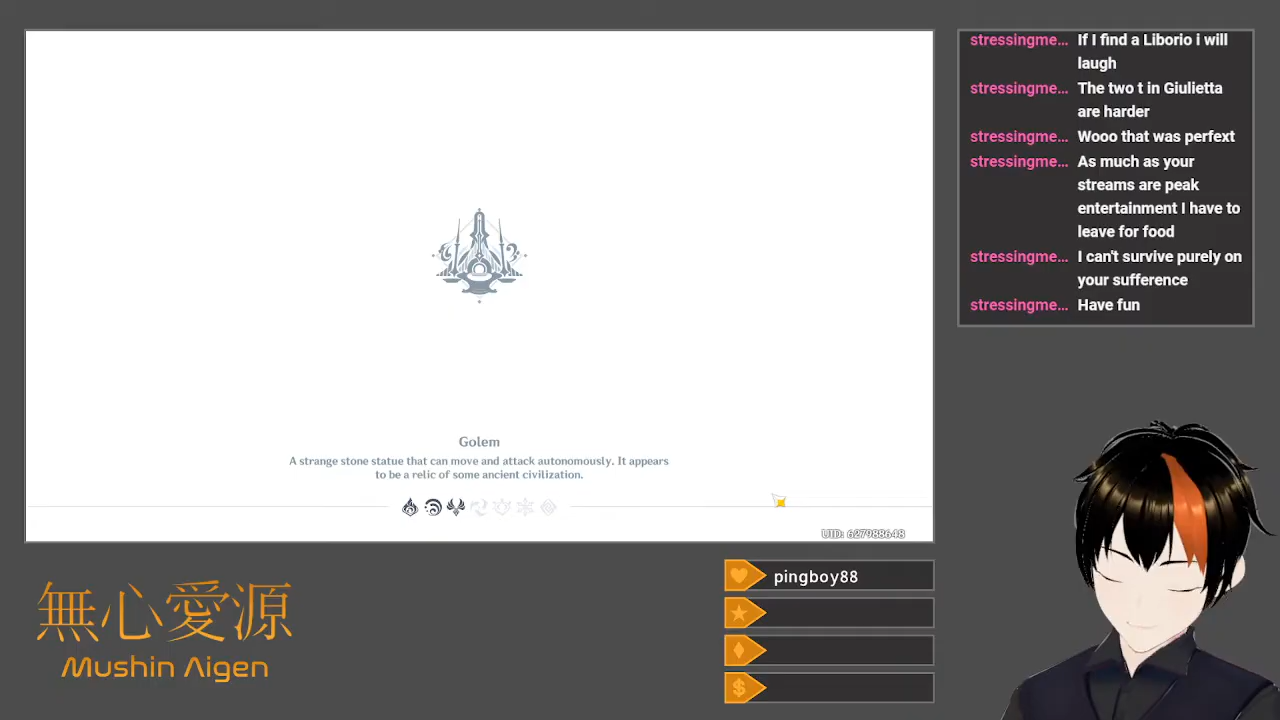 stressingme... If I find a Liborio i will
laugh
stressingme... The two t in Giulietta
are harder
stressingme... Wooo that was perfext
stressingme... As much as your
streams are peak
entertainment I have to
leave for food
stressingme... I can't survive purely on
your sufference
stressingme... Have fun
Golem
A strange stone statue that can move and attack autonomously. It appears
to be a relic of some ancient civilization.
UID: 627988648
pingboy88
無心愛源
Mushin Aigen